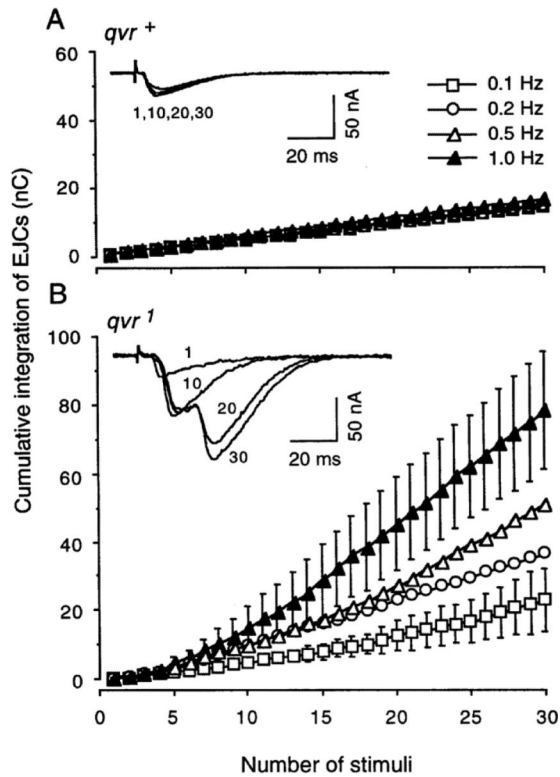 A
qvr +
1,10,20,30
50 nA
20 ms
0.1 Hz
0.2 Hz
0.5 Hz
1.0 Hz
60
40
20
0
Cumulative integration of EJCs (nC)
B
qvr 1
1
10
20
30
50 nA
20 ms
100
80
60
40
20
0
0 5 10 15 20 25 30
Number of stimuli